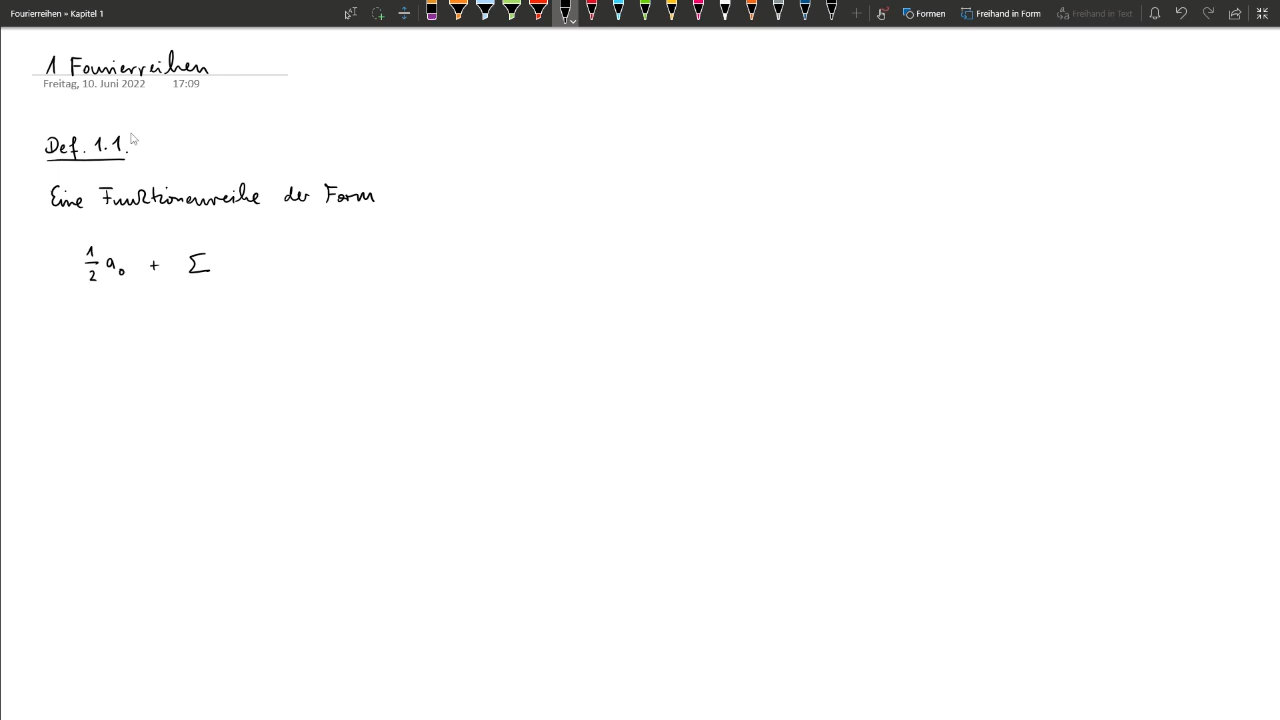 Fourierreihen » Kapitel 1
Formen
Freihand in Form
Freihand in Text
1 Fourierreihen
Freitag, 10. Juni 2022 17:09
Def. 1.1.
Eine Funktionenreihe der Form
1/2 a₀ + Σ